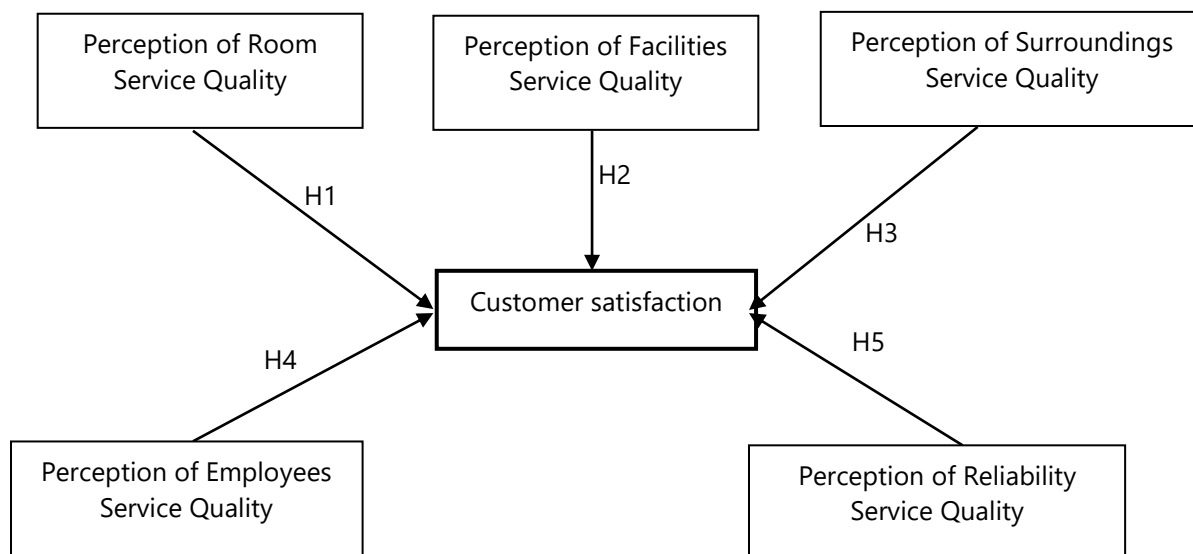 Perception of Room
Service Quality
Perception of Facilities
Service Quality
Perception of Surroundings
Service Quality
H1
H2
H3
Customer satisfaction
H4
H5
Perception of Employees
Service Quality
Perception of Reliability
Service Quality